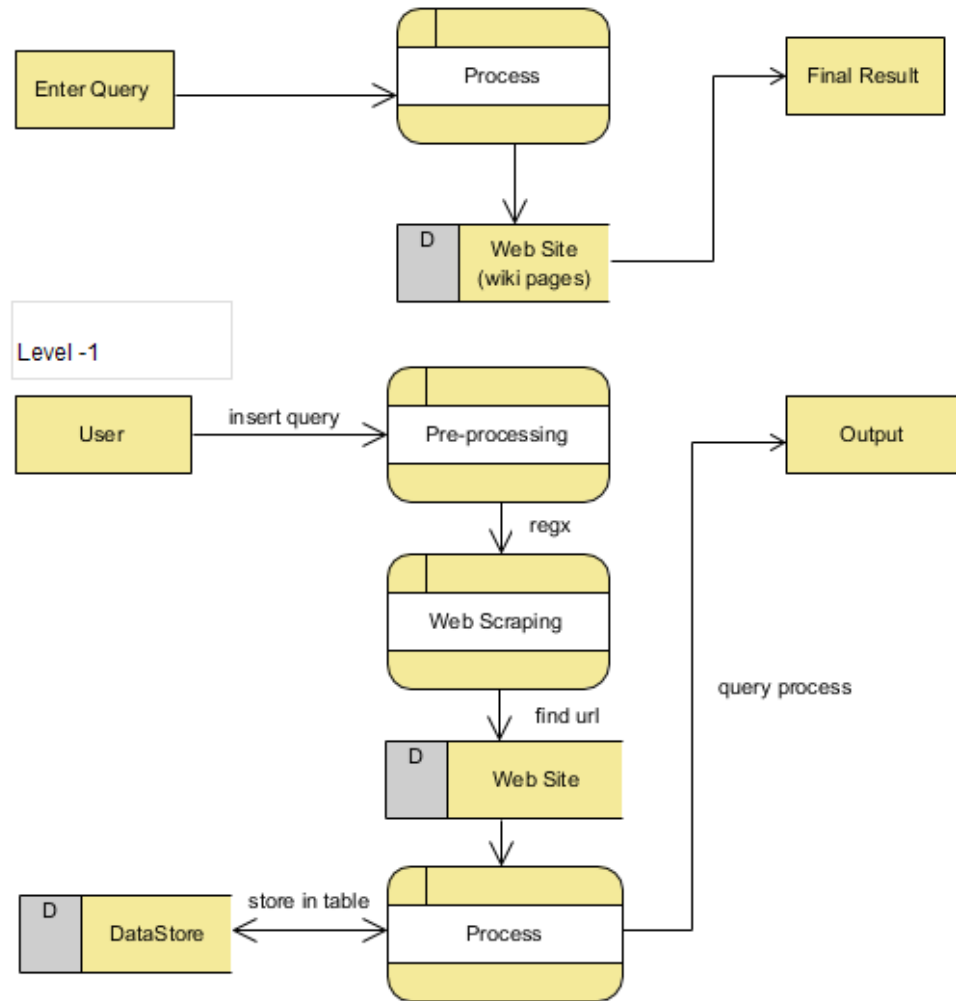 Enter Query
Process
Final Result
D
Web Site
(wiki pages)
Level -1
User
insert query
Pre-processing
Output
regx
Web Scraping
query process
find url
D
Web Site
D
DataStore
store in table
Process